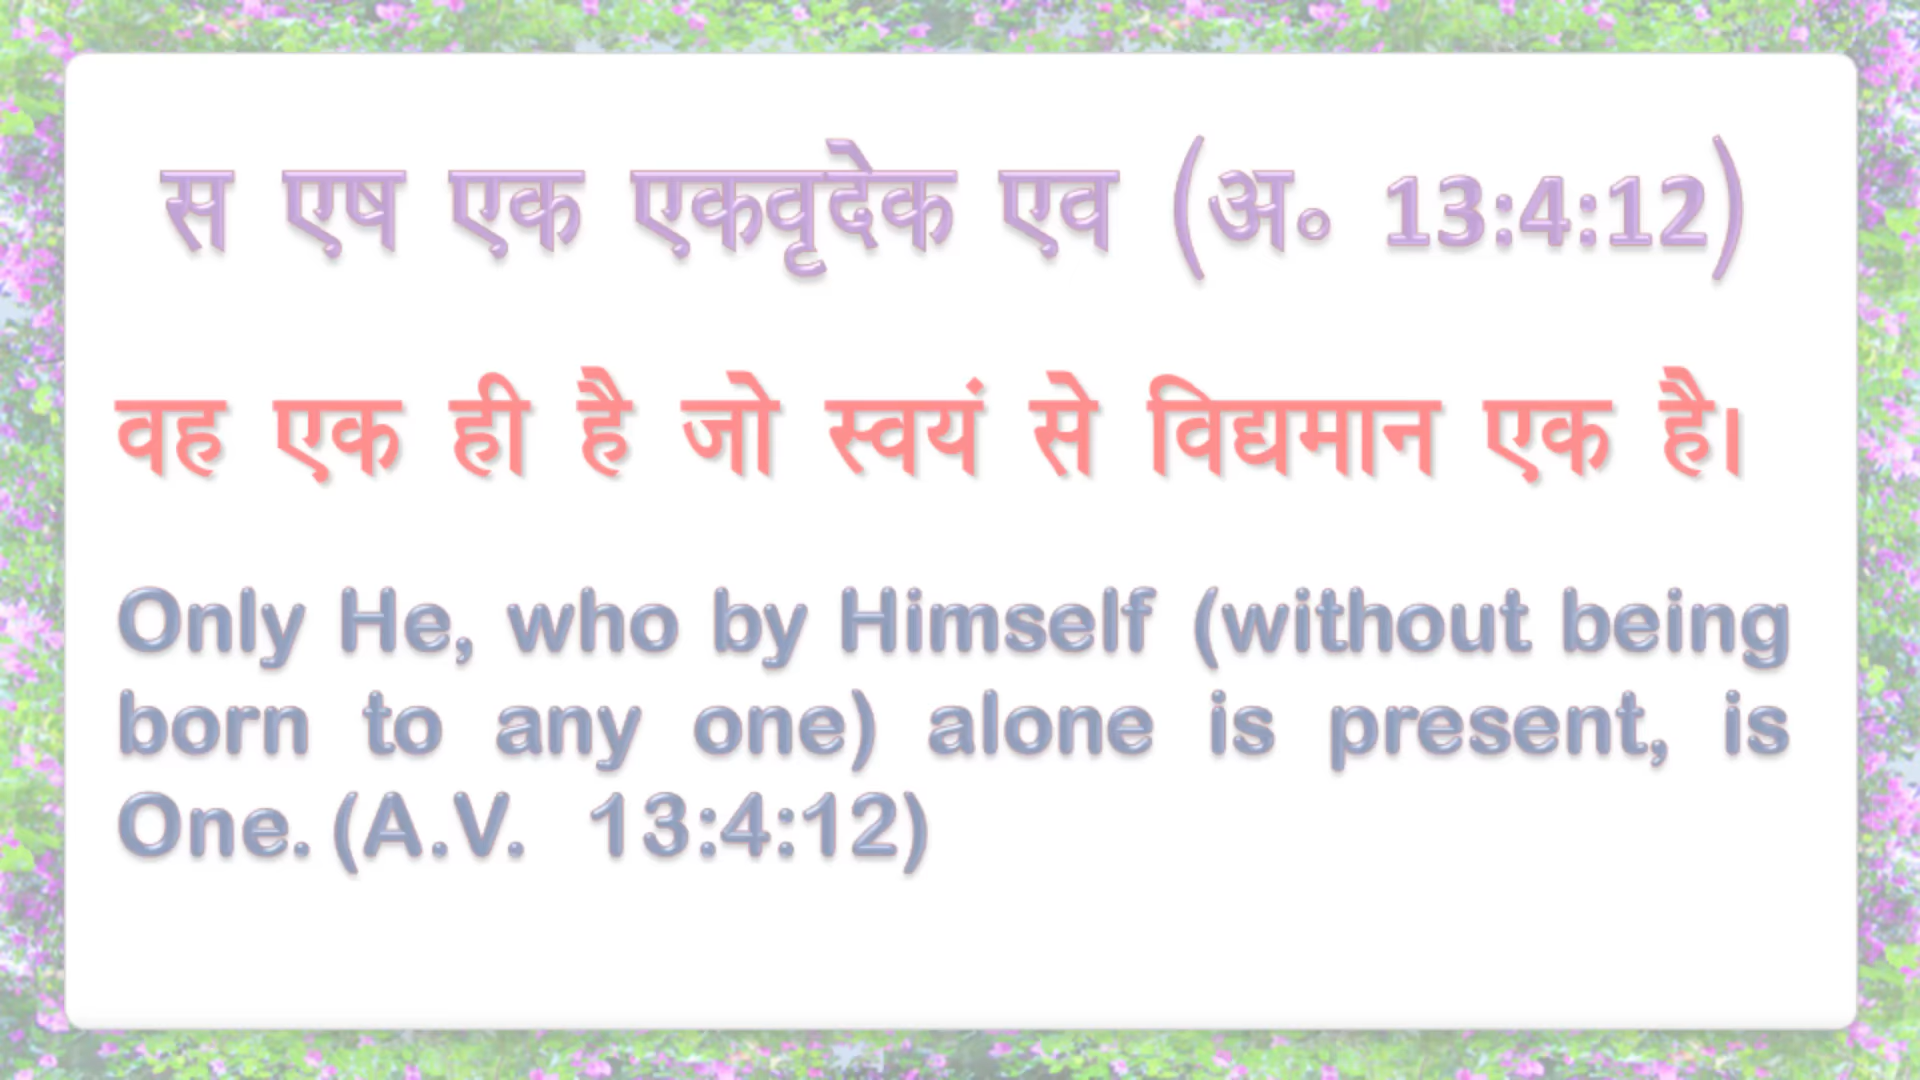 स एष एक एकवृदेक एव (अ॰ 13:4:12)
वह एक ही है जो स्वयं से विद्यमान एक है।
Only He, who by Himself (without being
born to any one) alone is present, is
One. (A.V. 13:4:12)